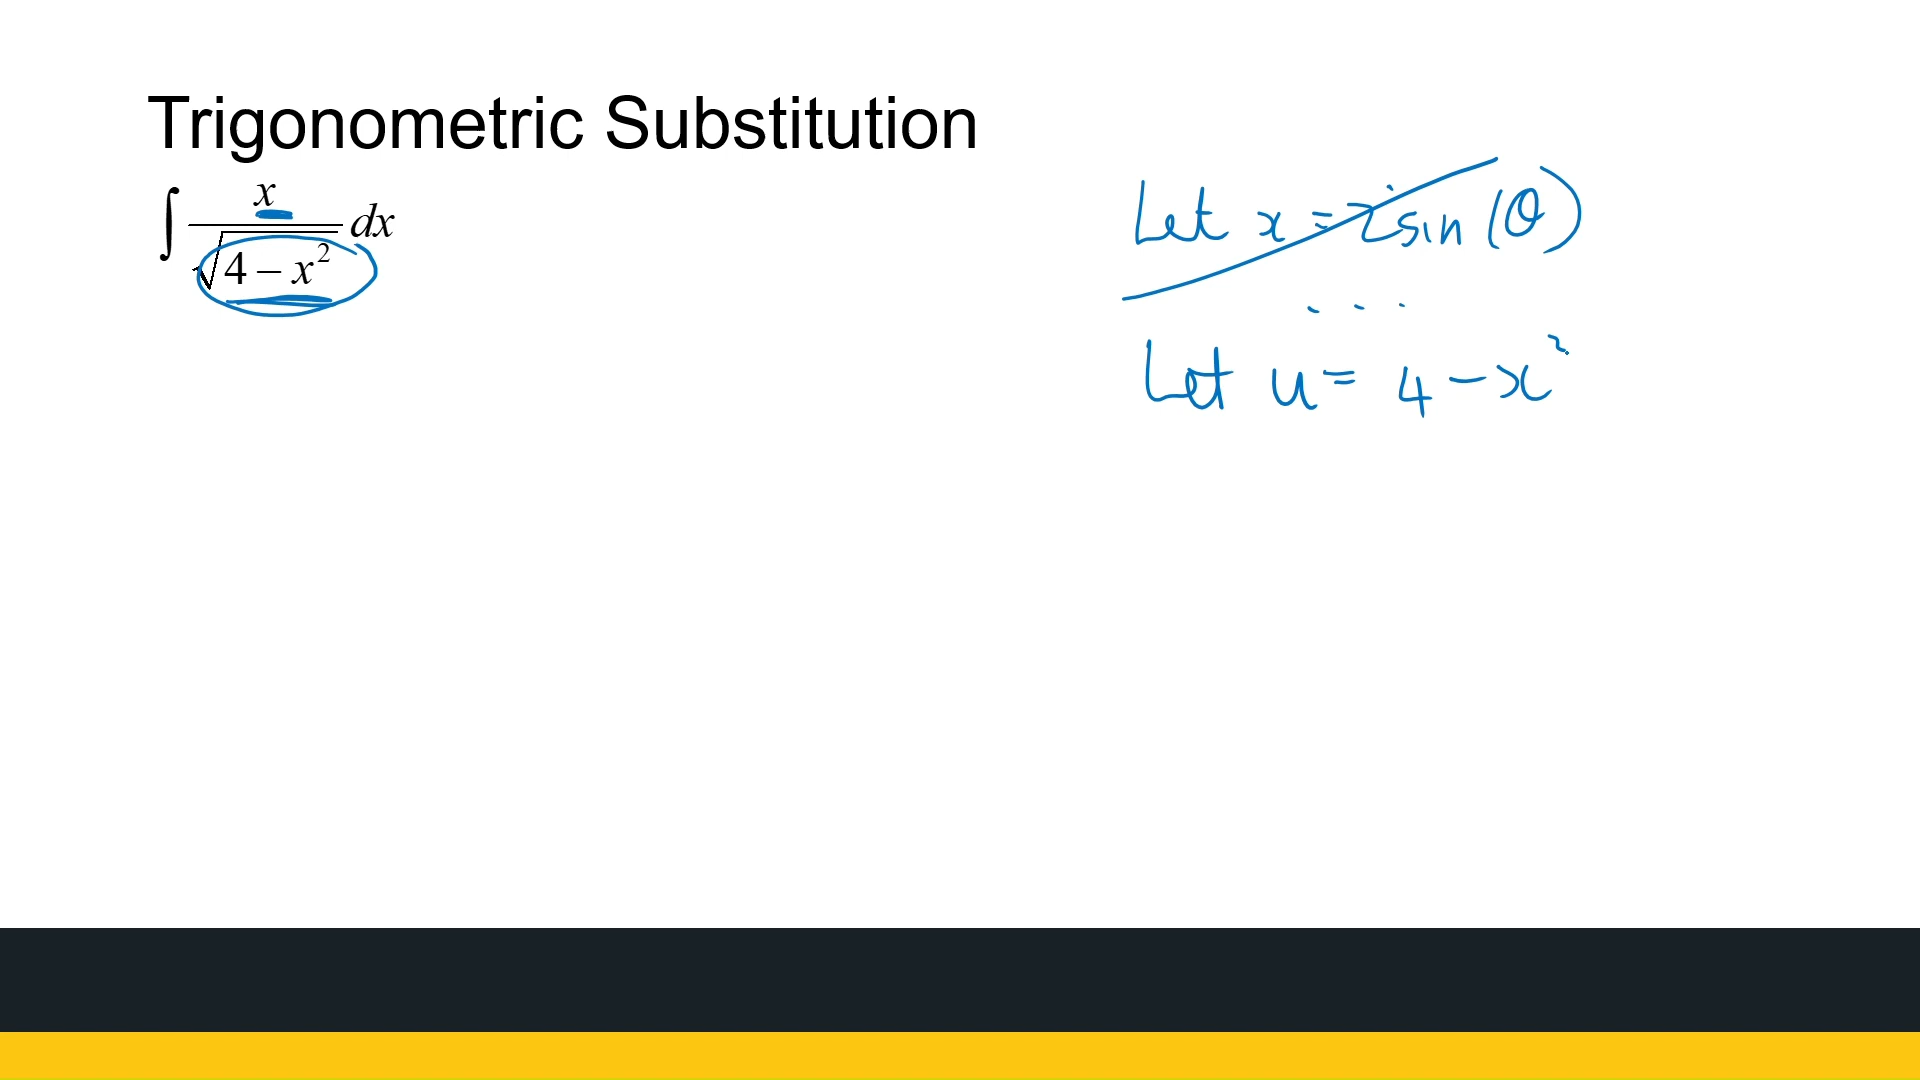 Trigonometric Substitution
∫ x / √(4 − x²) dx
Let x = 2sin(θ)
...
Let u = 4 − x²